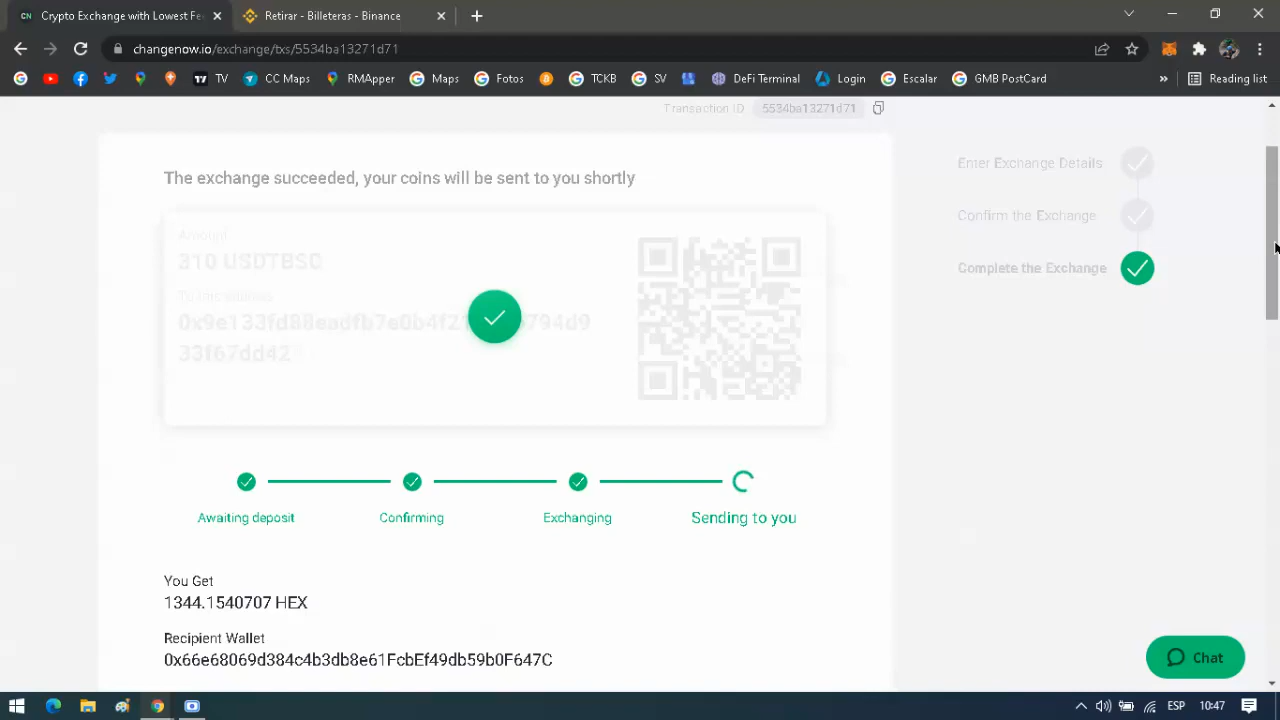 Crypto Exchange with Lowest Fe
Retirar - Billeteras - Binance
changenow.io/exchange/txs/5534ba13271d71
TV
CC Maps
RMApper
Maps
Fotos
TCKB
SV
DeFi Terminal
Login
Escalar
GMB PostCard
»
Reading list
Transaction ID 5534ba13271d71
The exchange succeeded, your coins will be sent to you shortly
Enter Exchange Details
Confirm the Exchange
Complete the Exchange
Amount
310 USDTBSC
33f67dd42
Awaiting deposit
Confirming
Exchanging
Sending to you
You Get
1344.1540707 HEX
Recipient Wallet
0x66e68069d384c4b3db8e61FcbEf49db59b0F647C
Chat
ESP
10:47